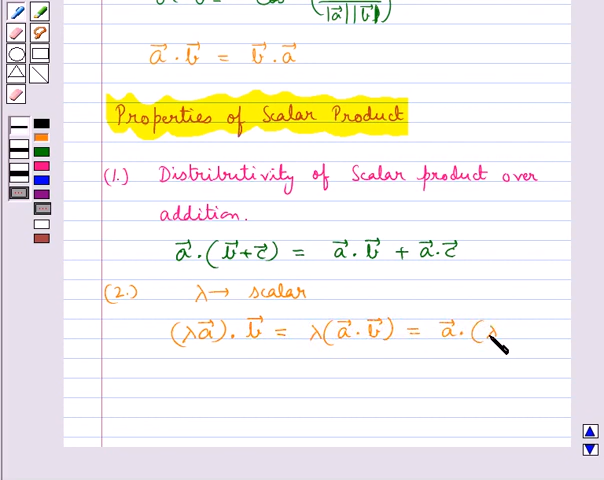 |a⃗||b⃗|
a⃗ . b⃗ = b⃗ . a⃗
Properties of Scalar Product
(1.) Distributivity of Scalar product over
addition.
a⃗ . (b⃗ + c⃗) = a⃗ . b⃗ + a⃗ . c⃗
(2.) λ → scalar
(λa⃗) . b⃗ = λ(a⃗ . b⃗) = a⃗ . (λ